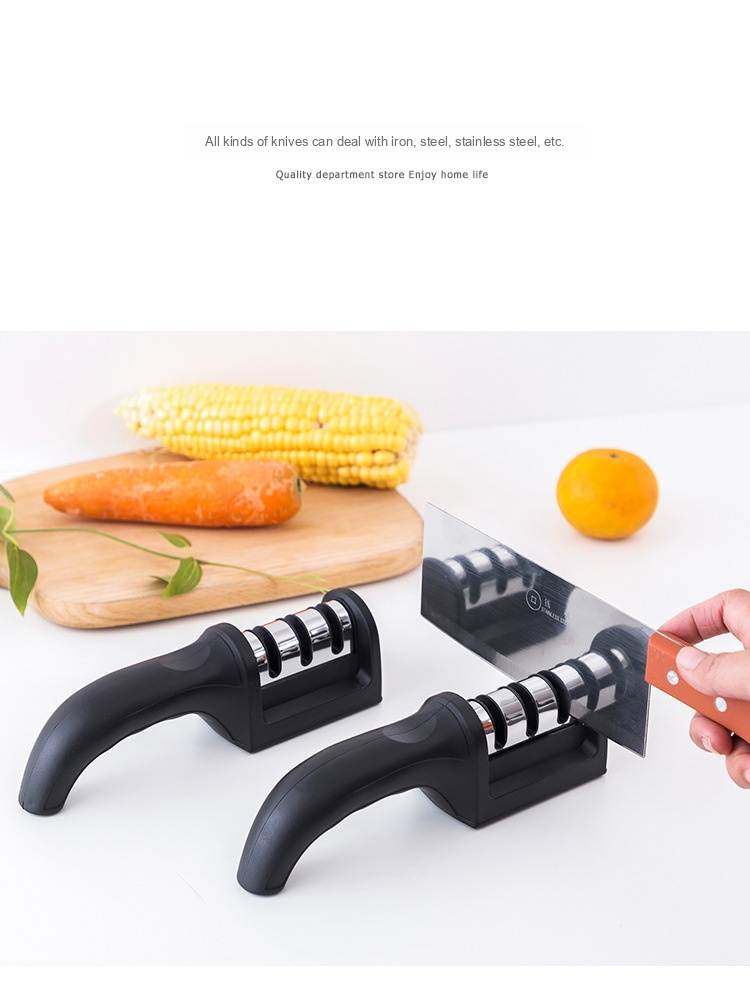 All kinds of knives can deal with iron, steel, stainless steel, etc.
Quality department store Enjoy home life